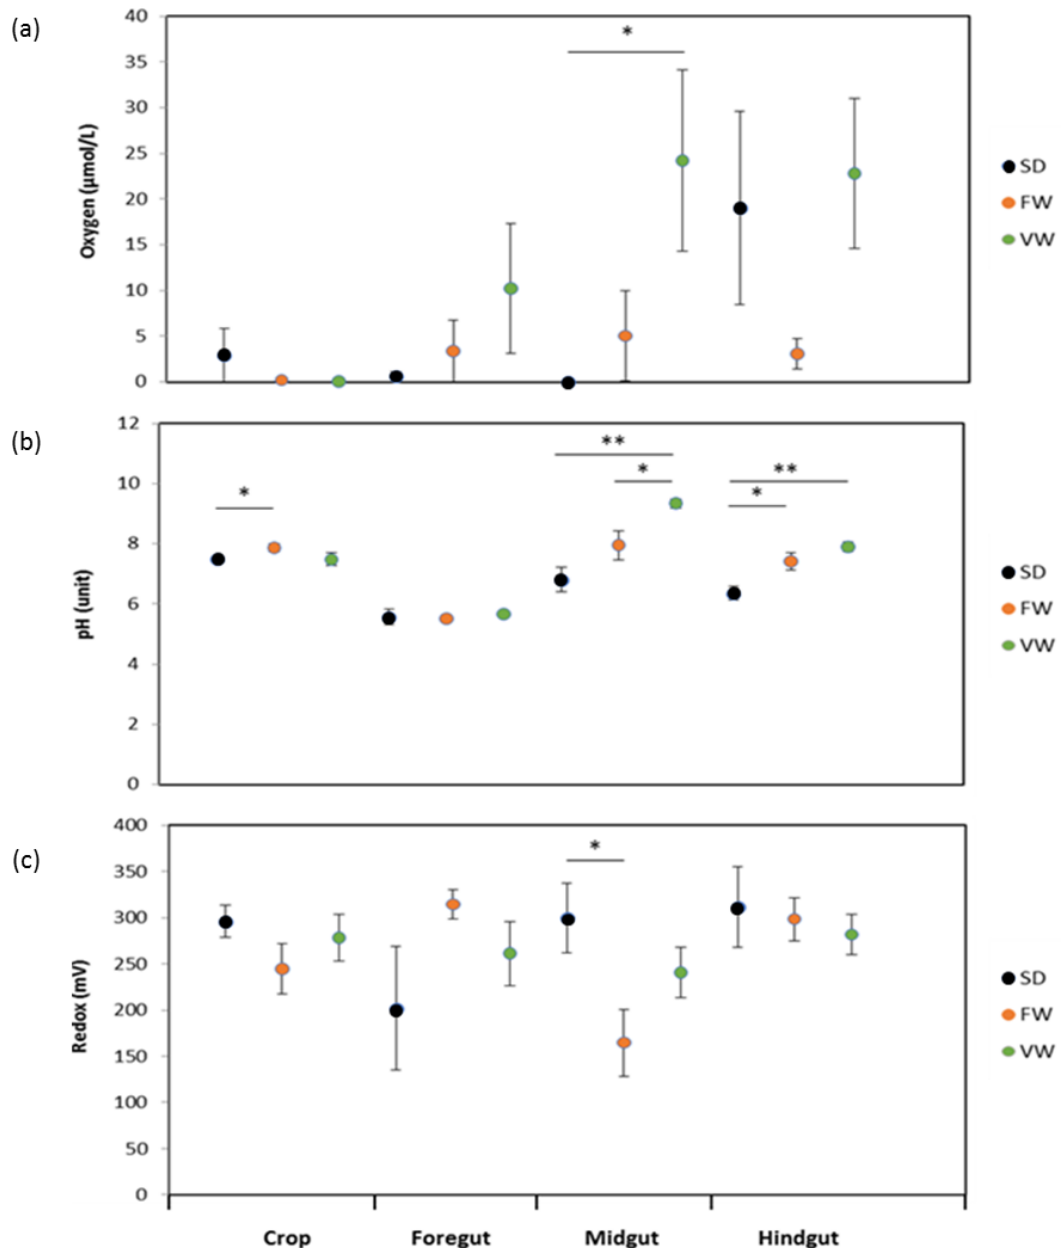 (a)
Oxygen (µmol/L)
40
35
30
25
20
15
10
5
0
*
SD
FW
VW
(b)
pH (unit)
12
10
8
6
4
2
0
*
**
*
**
*
SD
FW
VW
(c)
Redox (mV)
400
350
300
250
200
150
100
50
0
*
SD
FW
VW
Crop Foregut Midgut Hindgut